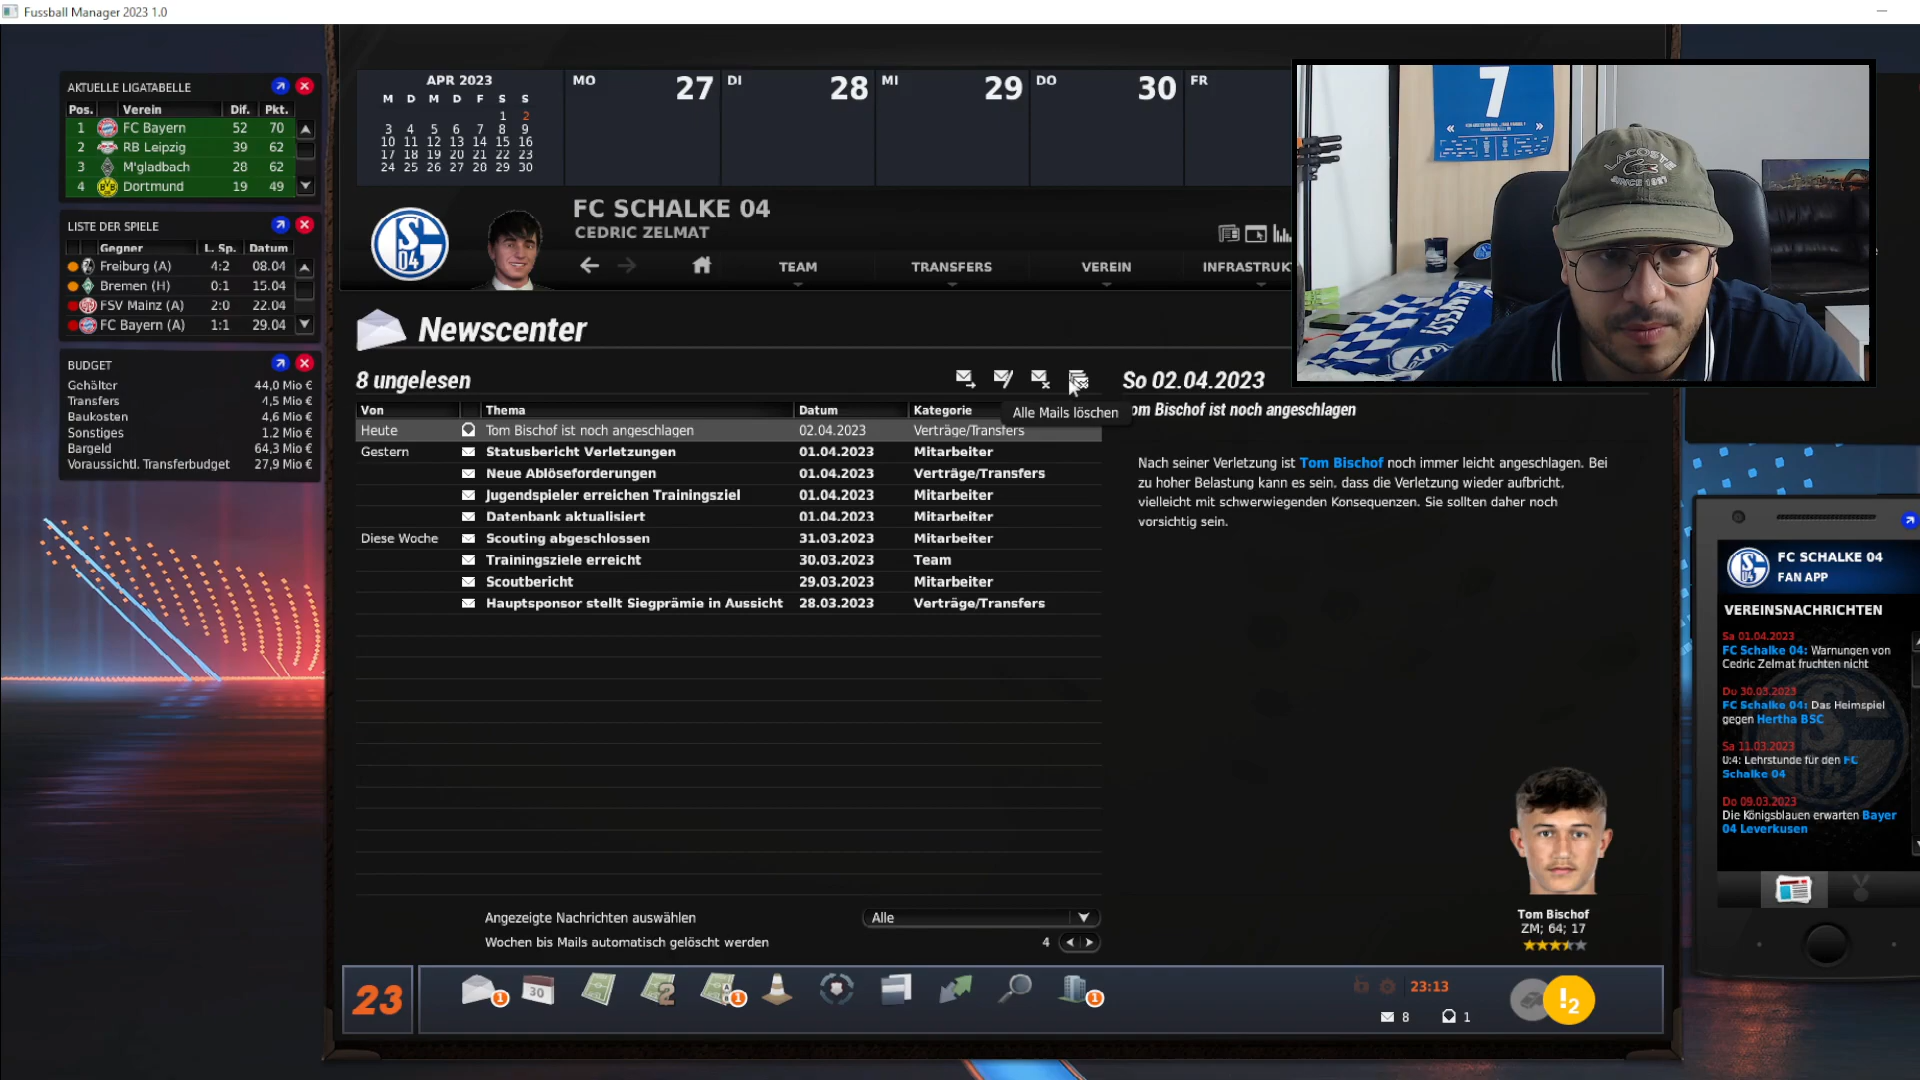 Fussball Manager 2023 1.0
AKTUELLE LIGATABELLE
Pos. Verein Dif. Pkt.
1 FC Bayern 52 70
2 RB Leipzig 39 62
3 M'gladbach 28 62
4 Dortmund 19 49
LISTE DER SPIELE
Gegner L. Sp. Datum
Freiburg (A) 4:2 08.04
Bremen (H) 0:1 15.04
FSV Mainz (A) 2:0 22.04
FC Bayern (A) 1:1 29.04
BUDGET
Gehälter 44,0 Mio €
Transfers 4,5 Mio €
Baukosten 4,6 Mio €
Sonstiges 1,2 Mio €
Bargeld 64,3 Mio €
Voraussichtl. Transferbudget 27,9 Mio €
APR 2023
M D M D F S S
1 2
3 4 5 6 7 8 9
10 11 12 13 14 15 16
17 18 19 20 21 22 23
24 25 26 27 28 29 30
MO 27 DI 28 MI 29 DO 30 FR
FC SCHALKE 04
CEDRIC ZELMAT
TEAM TRANSFERS VEREIN INFRASTRUK
7
LACOSTE
SINCE 1927
Newscenter
8 ungelesen
So 02.04.2023
Alle Mails löschen
om Bischof ist noch angeschlagen
Von Thema Datum Kategorie
Heute Tom Bischof ist noch angeschlagen 02.04.2023 Verträge/Transfers
Gestern Statusbericht Verletzungen 01.04.2023 Mitarbeiter
Neue Ablöseforderungen 01.04.2023 Verträge/Transfers
Jugendspieler erreichen Trainingsziel 01.04.2023 Mitarbeiter
Datenbank aktualisiert 01.04.2023 Mitarbeiter
Diese Woche Scouting abgeschlossen 31.03.2023 Mitarbeiter
Trainingsziele erreicht 30.03.2023 Team
Scoutbericht 29.03.2023 Mitarbeiter
Hauptsponsor stellt Siegprämie in Aussicht 28.03.2023 Verträge/Transfers
Nach seiner Verletzung ist Tom Bischof noch immer leicht angeschlagen. Bei
zu hoher Belastung kann es sein, dass die Verletzung wieder aufbricht,
vielleicht mit schwerwiegenden Konsequenzen. Sie sollten daher noch
vorsichtig sein.
Tom Bischof
ZM; 64; 17
Angezeigte Nachrichten auswählen Alle
Wochen bis Mails automatisch gelöscht werden 4
FC SCHALKE 04
FAN APP
VEREINSNACHRICHTEN
Sa 01.04.2023
FC Schalke 04: Warnungen von
Cedric Zelmat fruchten nicht
Do 30.03.2023
FC Schalke 04: Das Heimspiel
gegen Hertha BSC
Sa 11.03.2023
0:4: Lehrstunde für den FC
Schalke 04
Do 09.03.2023
Die Königsblauen erwarten Bayer
04 Leverkusen
23
1
30
2
1
1
23:13
8 1
!2